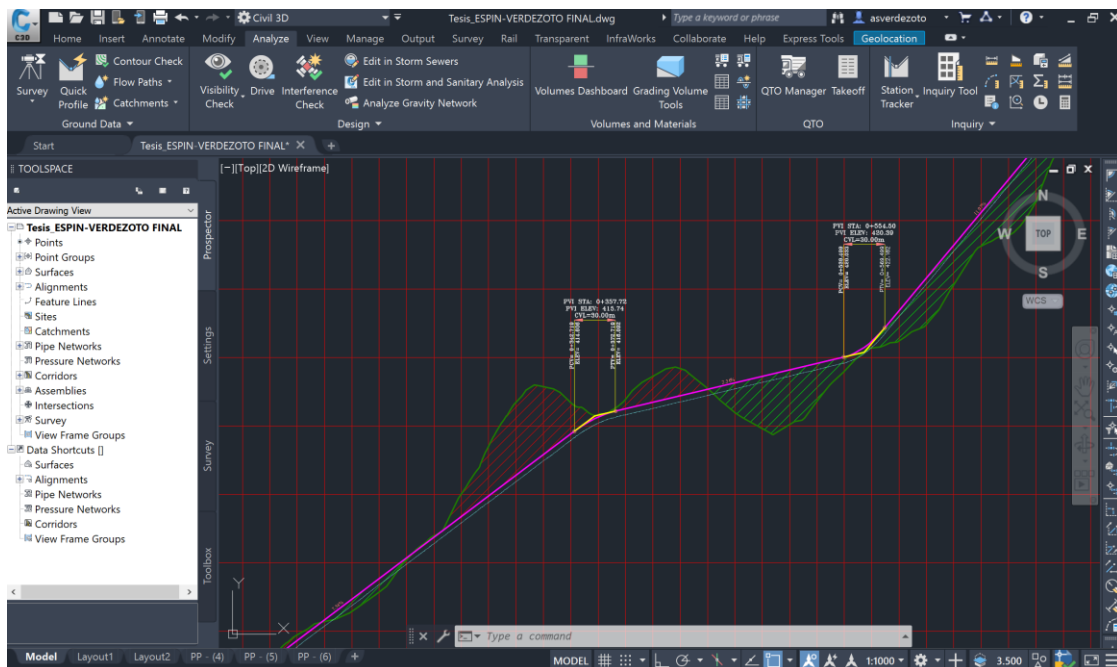 Civil 3D
Tesis_ESPIN-VERDEZOTO FINAL.dwg
Type a keyword or phrase
asverdezoto
C3D
Home Insert Annotate Modify Analyze View Manage Output Survey Rail Transparent InfraWorks Collaborate Help Express Tools Geolocation
Survey
Quick Profile
Contour Check
Flow Paths
Catchments
Visibility Check
Drive
Interference Check
Edit in Storm Sewers
Edit in Storm and Sanitary Analysis
Analyze Gravity Network
Volumes Dashboard
Grading Volume Tools
QTO Manager
Takeoff
Station Tracker
Inquiry Tool
Ground Data
Design
Volumes and Materials
QTO
Inquiry
Start
Tesis_ESPIN-VERDEZOTO FINAL*
TOOLSPACE
Active Drawing View
Tesis_ESPIN-VERDEZOTO FINAL
Points
Point Groups
Surfaces
Alignments
Feature Lines
Sites
Catchments
Pipe Networks
Pressure Networks
Corridors
Assemblies
Intersections
Survey
View Frame Groups
Data Shortcuts []
Surfaces
Alignments
Pipe Networks
Pressure Networks
Corridors
View Frame Groups
Prospector
Settings
Survey
Toolbox
[−][Top][2D Wireframe]
PVI STA: 0+554.50
PVI ELEV: 420.39
CVL=30.00m
PVI STA: 0+357.72
PVI ELEV: 415.74
CVL=30.00m
N
W
TOP
E
S
WCS
Y
X
Type a command
Model Layout1 Layout2 PP - (4) PP - (5) PP - (6) +
MODEL
1:1000
3.500